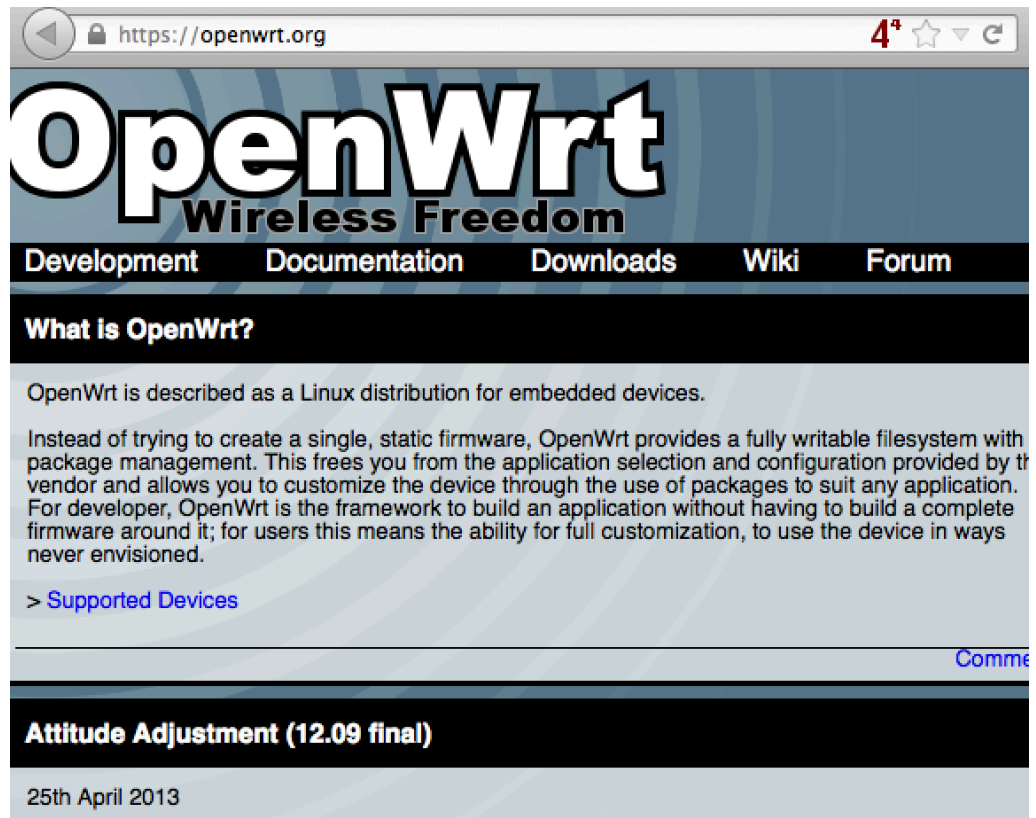 https://openwrt.org 4⁴
OpenWrt
Wireless Freedom
Development Documentation Downloads Wiki Forum
What is OpenWrt?
OpenWrt is described as a Linux distribution for embedded devices.
Instead of trying to create a single, static firmware, OpenWrt provides a fully writable filesystem with
package management. This frees you from the application selection and configuration provided by th
vendor and allows you to customize the device through the use of packages to suit any application.
For developer, OpenWrt is the framework to build an application without having to build a complete
firmware around it; for users this means the ability for full customization, to use the device in ways
never envisioned.
> Supported Devices
Comme
Attitude Adjustment (12.09 final)
25th April 2013